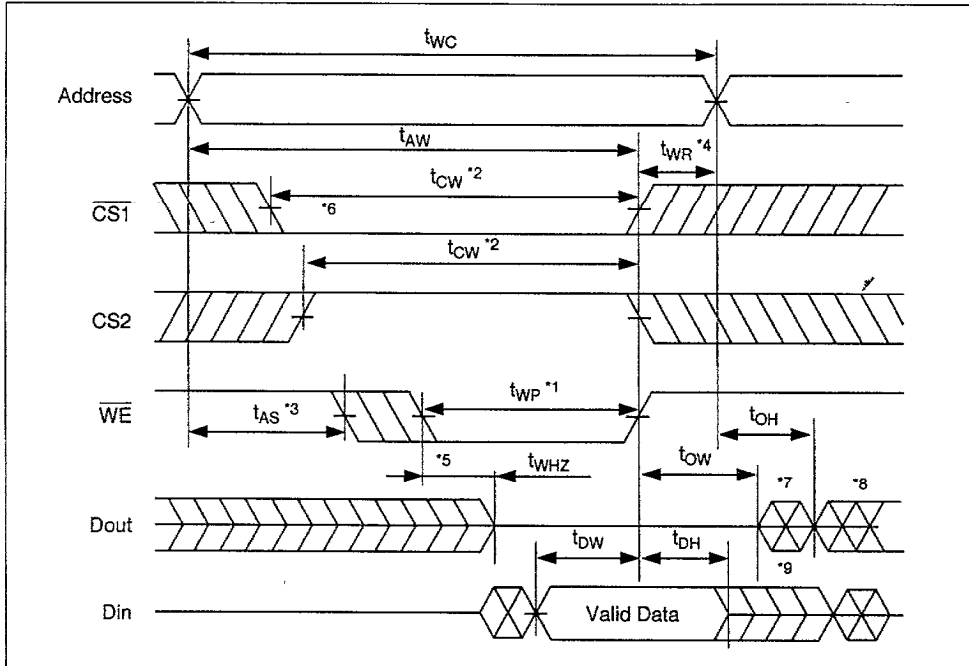 tWC
Address
tAW
tWR *4
tCW *2
CS1
*6
tCW *2
CS2
WE
tAS *3
tWP *1
tOH
*5
tWHZ
tOW
*7
*8
Dout
tDW
tDH
*9
Din
Valid Data